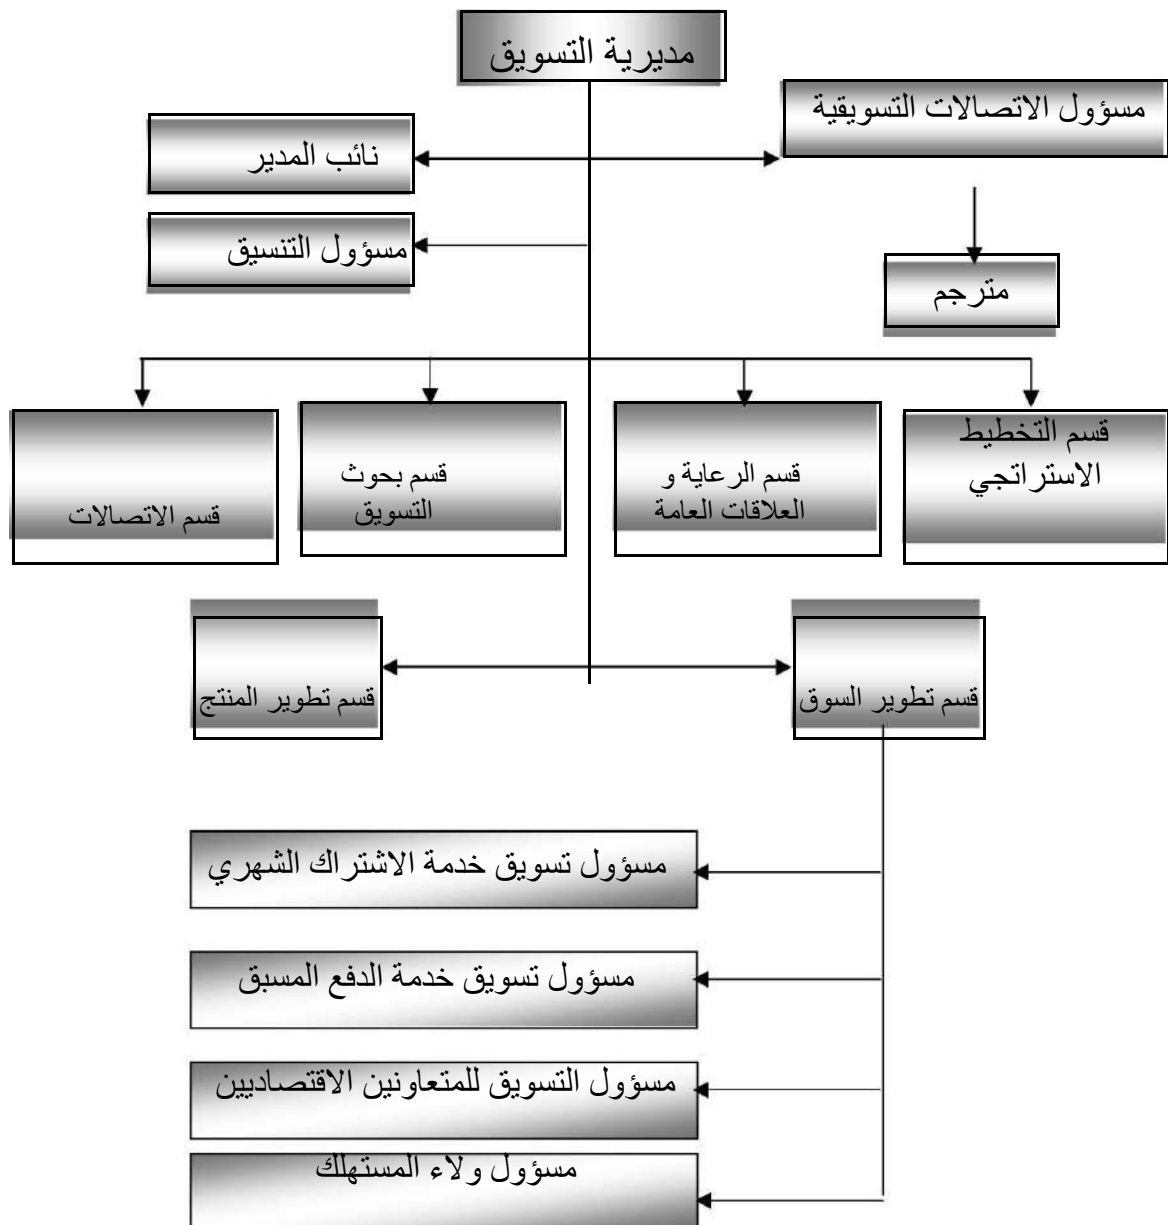 مديرية التسويق
مسؤول الاتصالات التسويقية
نائب المدير
مسؤول التنسيق
مترجم
قسم التخطيط
الاستراتجي
قسم الرعاية و
العلاقات العامة
قسم بحوث
التسويق
قسم الاتصالات
قسم تطوير السوق
قسم تطوير المنتج
مسؤول تسويق خدمة الاشتراك الشهري
مسؤول تسويق خدمة الدفع المسبق
مسؤول التسويق للمتعاونين الاقتصاديين
مسؤول ولاء المستهلك